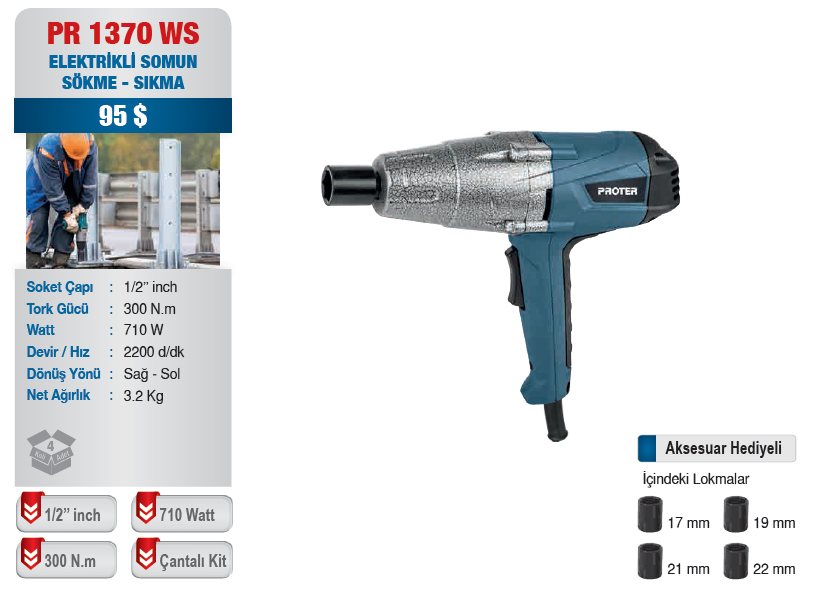 PR 1370 WS
ELEKTRİKLİ SOMUN
SÖKME - SIKMA
95 $
Soket Çapı : 1/2” inch
Tork Gücü : 300 N.m
Watt : 710 W
Devir / Hız : 2200 d/dk
Dönüş Yönü : Sağ - Sol
Net Ağırlık : 3.2 Kg
4
Koli Adet
1/2” inch
710 Watt
300 N.m
Çantalı Kit
PROTER
Aksesuar Hediyeli
İçindeki Lokmalar
17 mm
19 mm
21 mm
22 mm